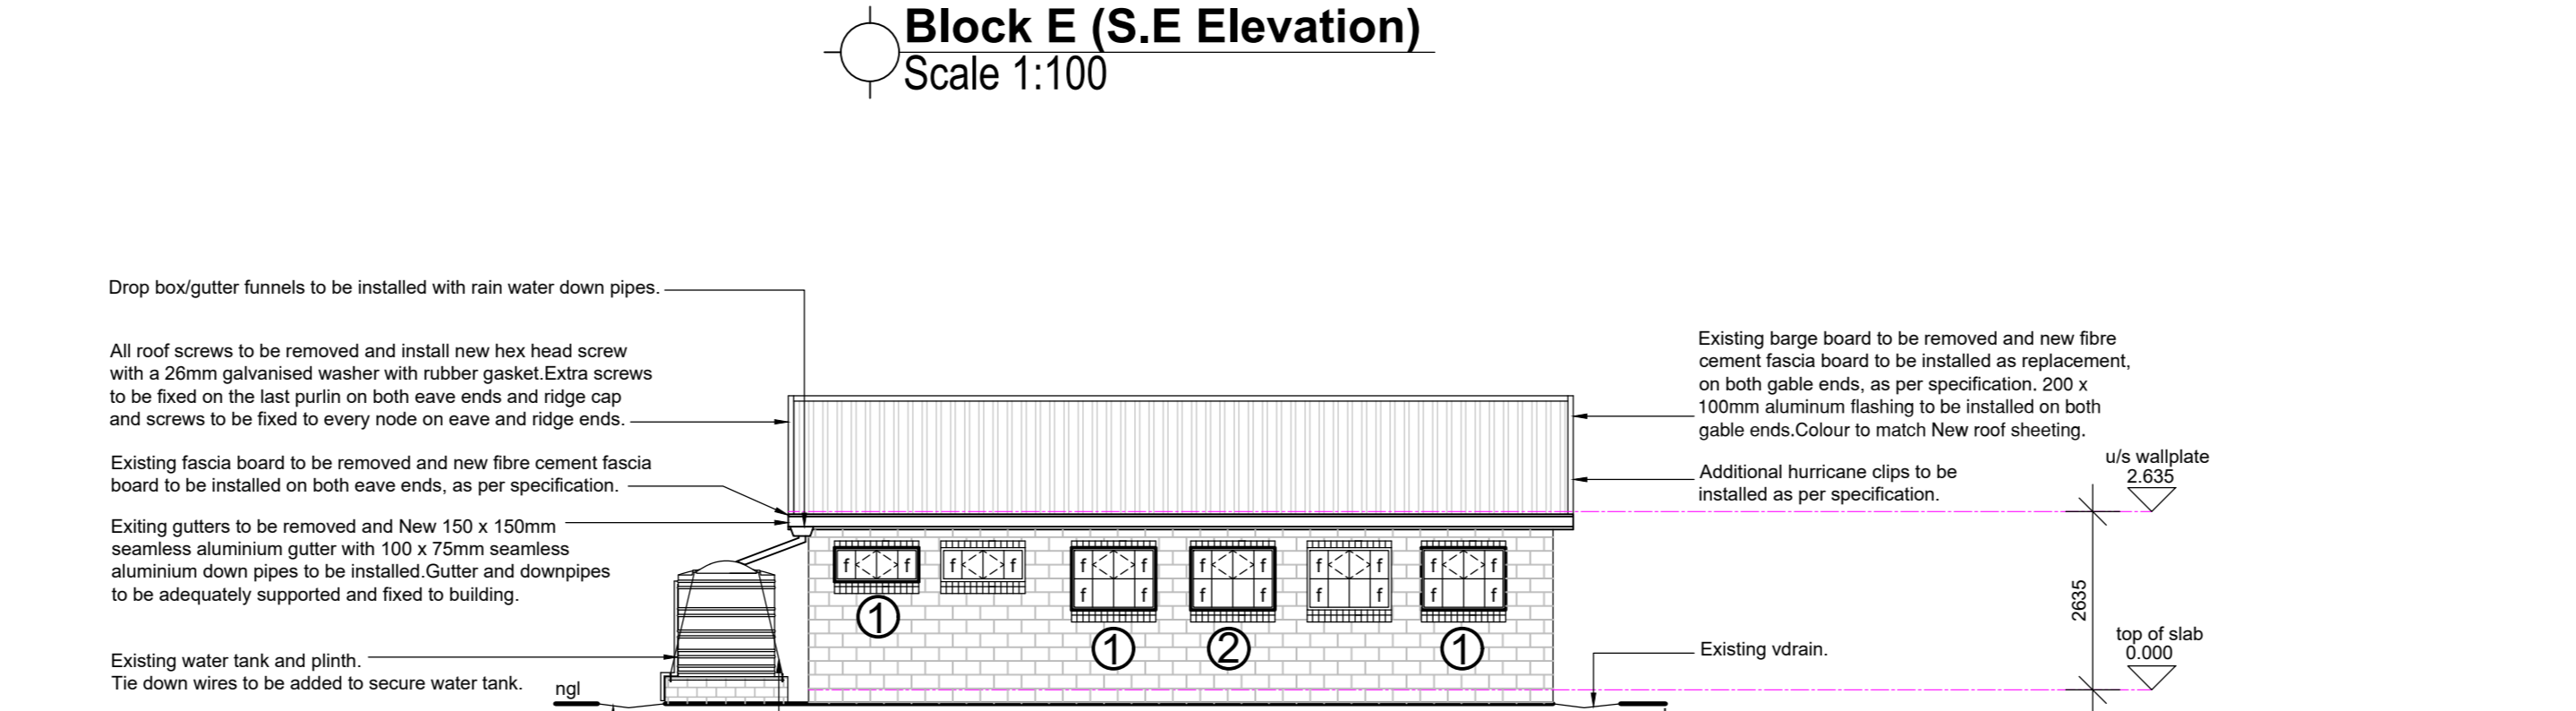 Block E (S.E Elevation)
Scale 1:100
Drop box/gutter funnels to be installed with rain water down pipes.
All roof screws to be removed and install new hex head screw
with a 26mm galvanised washer with rubber gasket.Extra screws
to be fixed on the last purlin on both eave ends and ridge cap
and screws to be fixed to every node on eave and ridge ends.
Existing fascia board to be removed and new fibre cement fascia
board to be installed on both eave ends, as per specification.
Exiting gutters to be removed and New 150 x 150mm
seamless aluminium gutter with 100 x 75mm seamless
aluminium down pipes to be installed.Gutter and downpipes
to be adequately supported and fixed to building.
Existing water tank and plinth.
Tie down wires to be added to secure water tank.
ngl
f f f f f f f f f f f f
f f f f f f f f
1
1 2 1
Existing barge board to be removed and new fibre
cement fascia board to be installed as replacement,
on both gable ends, as per specification. 200 x
100mm aluminum flashing to be installed on both
gable ends.Colour to match New roof sheeting.
Additional hurricane clips to be
installed as per specification.
Existing vdrain.
u/s wallplate
2.635
2635
top of slab
0.000